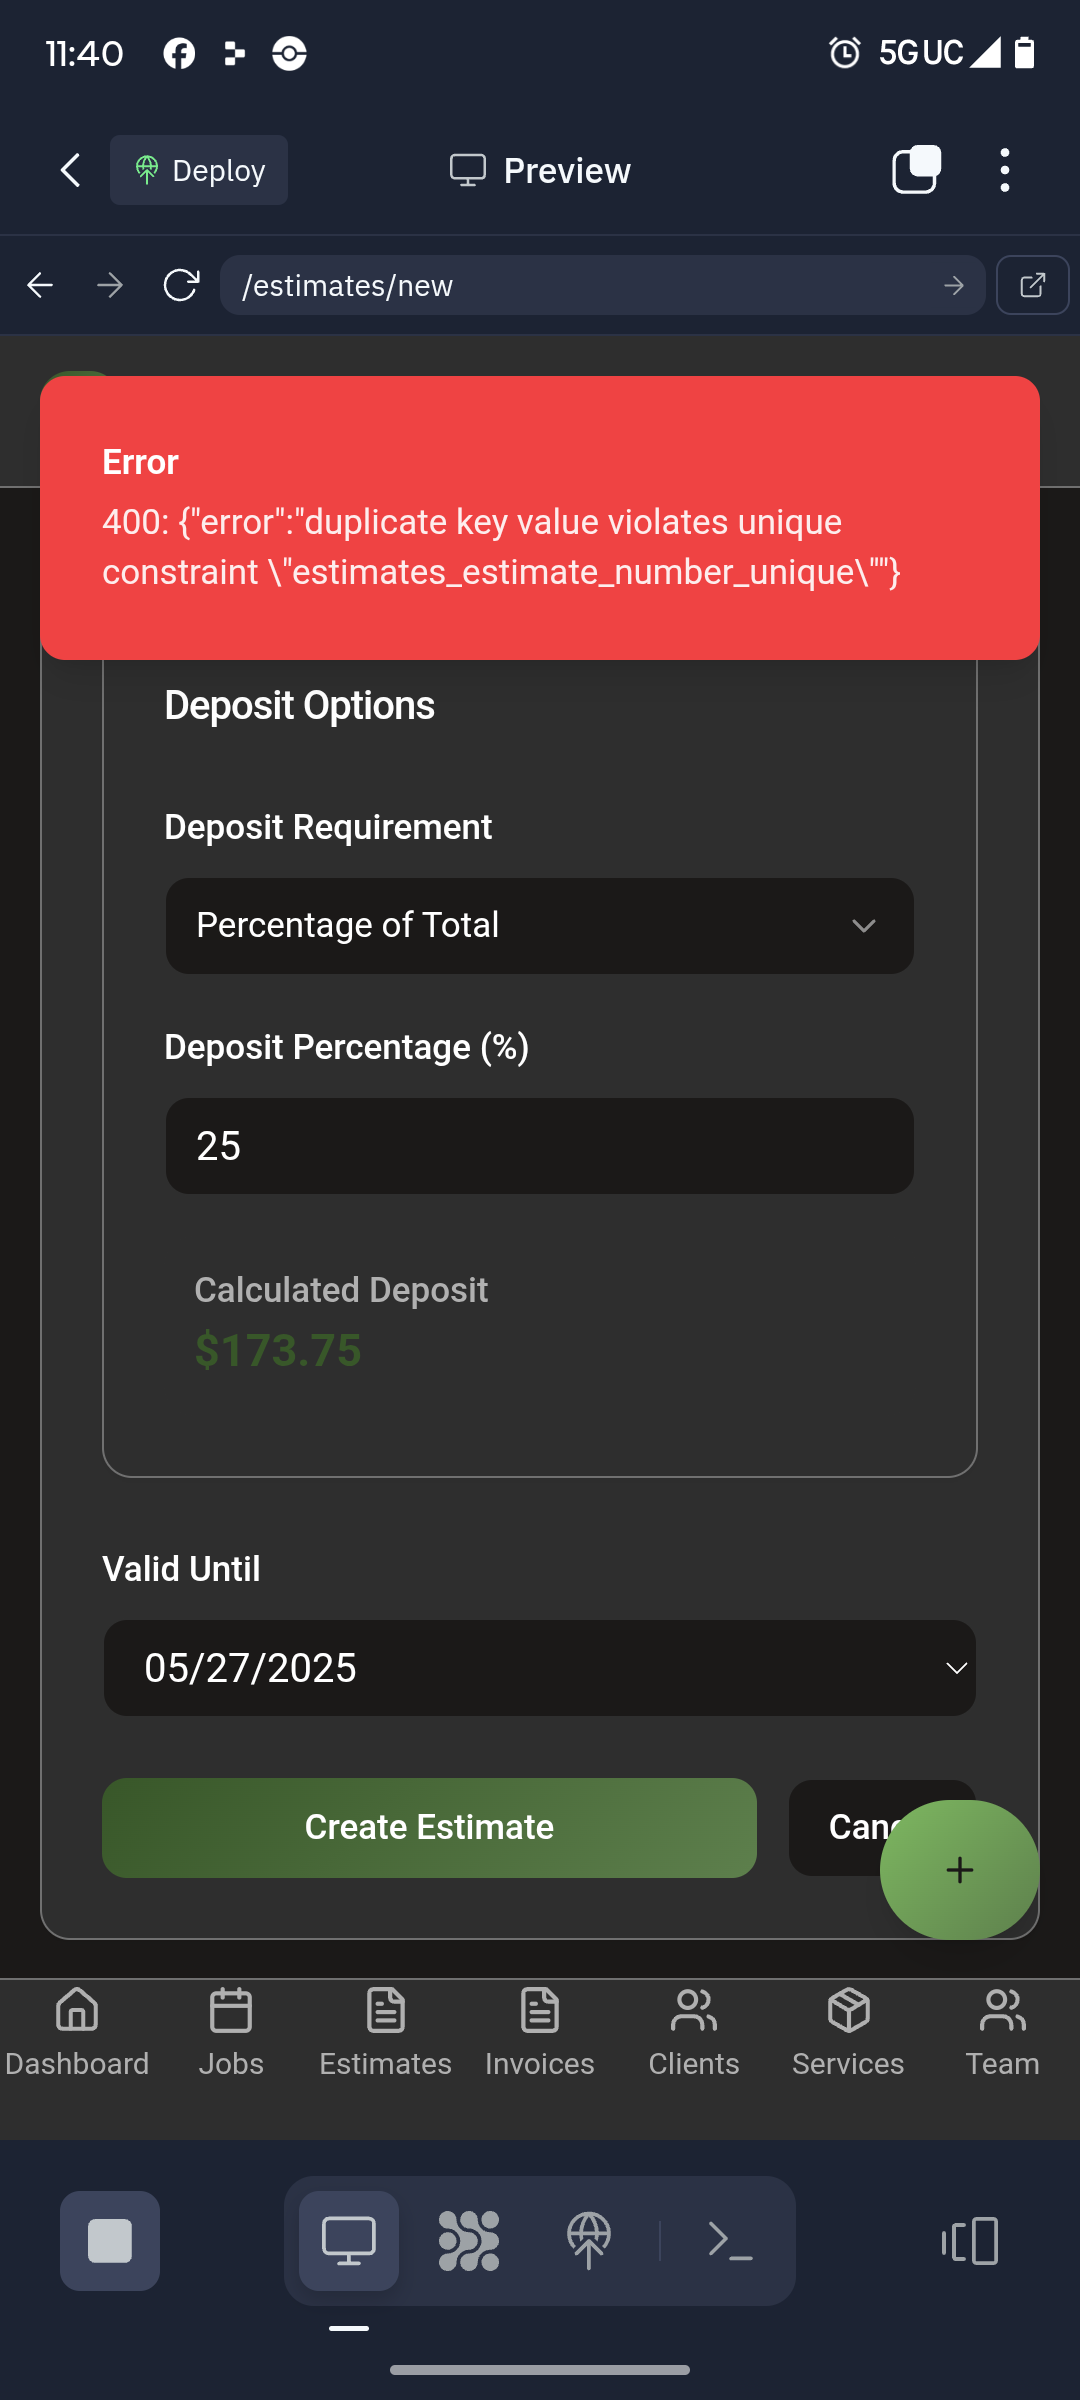 11:40
5G UC
Deploy
Preview
/estimates/new
Error
400: {"error":"duplicate key value violates unique
constraint \"estimates_estimate_number_unique\""}
Deposit Options
Deposit Requirement
Percentage of Total
Deposit Percentage (%)
25
Calculated Deposit
$173.75
Valid Until
05/27/2025
Create Estimate
Dashboard
Jobs
Estimates
Invoices
Clients
Services
Team